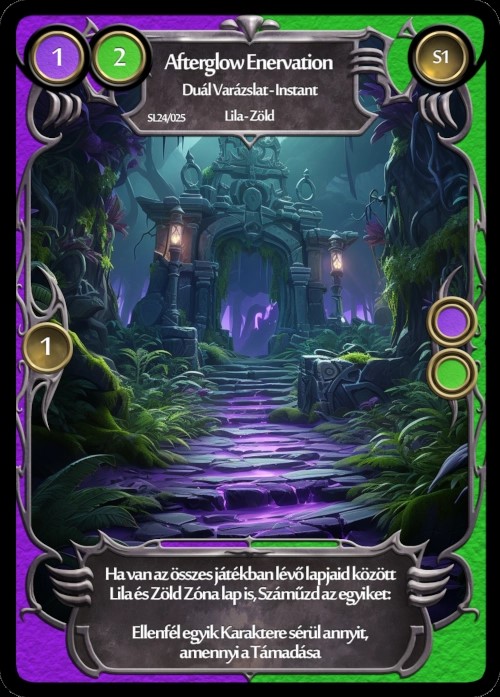 1 2 Afterglow Enervation S1
Duál Varázslat - Instant
SL24/025 Lila - Zöld
1
Ha van az összes játékban lévő lapjaid között
Lila és Zöld Zóna lap is, Száműzd az egyiket:
Ellenfél egyik Karaktere sérül annyit,
amennyi a Támadása